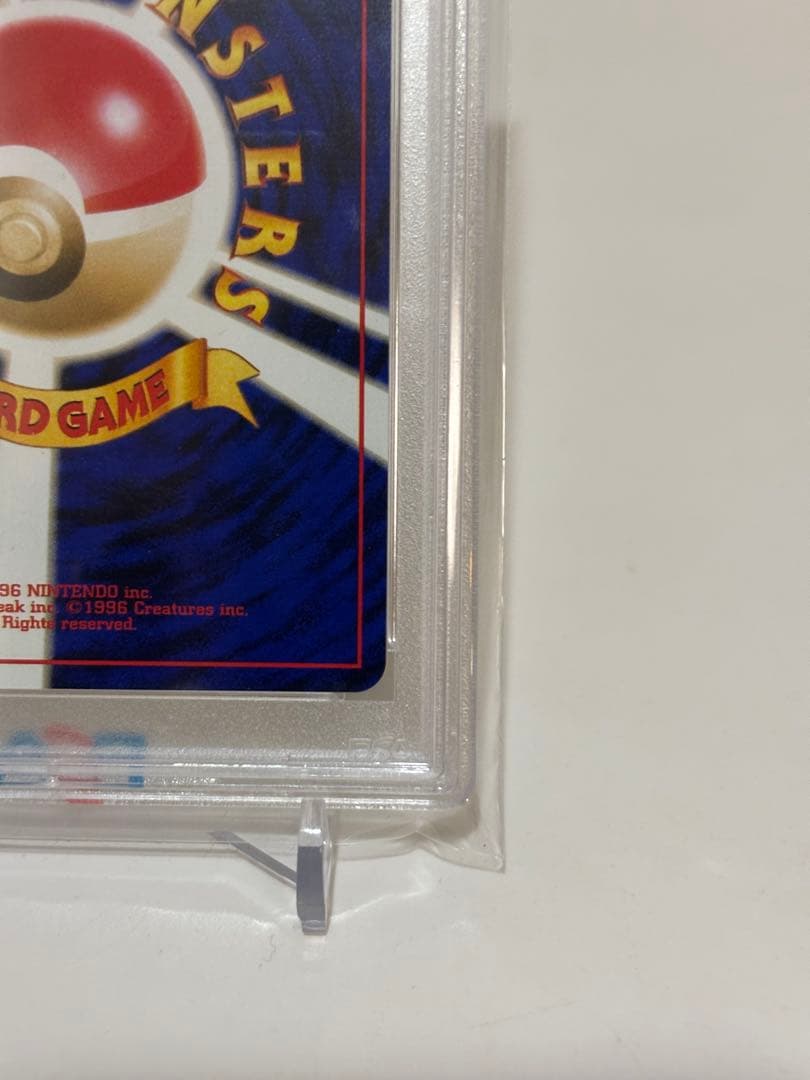 NSTERS
RD GAME
96 NINTENDO inc.
eak inc. ©1996 Creatures inc.
Rights reserved.